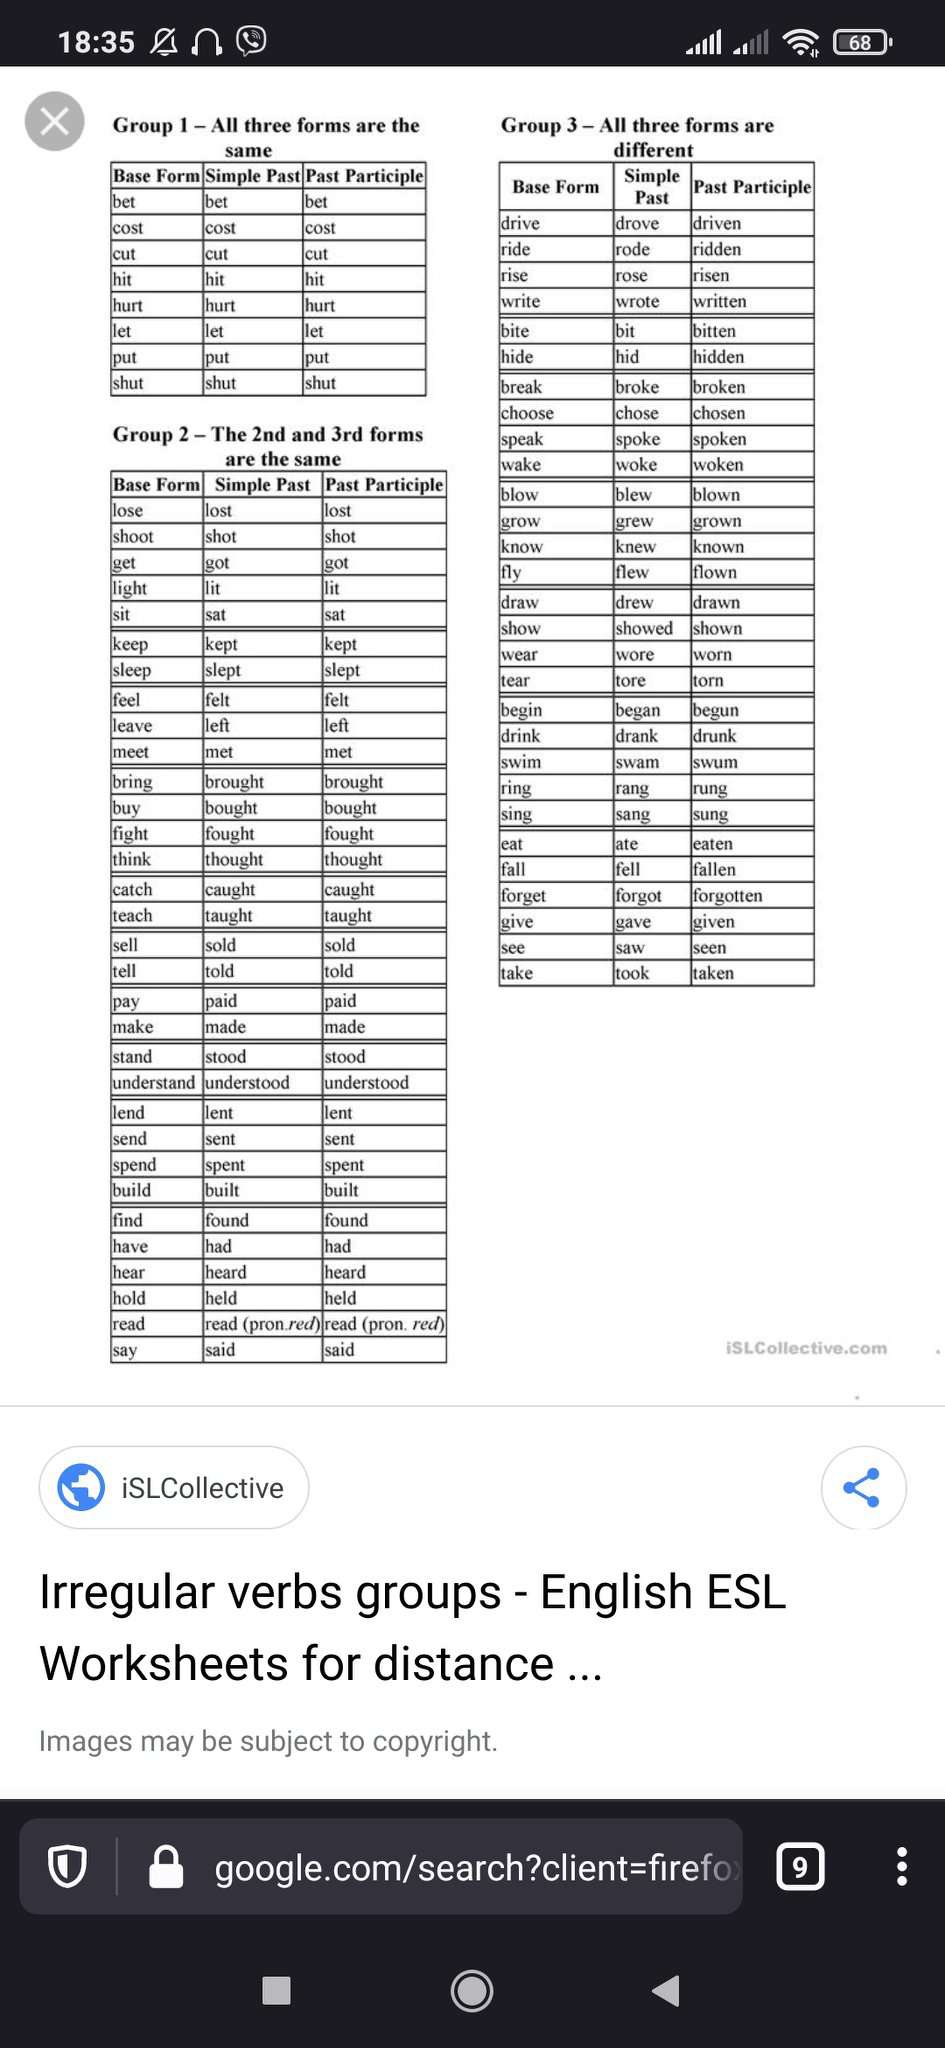 18:35
68
Group 1 – All three forms are the
same
Base Form Simple Past Past Participle
bet bet bet
cost cost cost
cut cut cut
hit hit hit
hurt hurt hurt
let let let
put put put
shut shut shut
Group 2 – The 2nd and 3rd forms
are the same
Base Form Simple Past Past Participle
lose lost lost
shoot shot shot
get got got
light lit lit
sit sat sat
keep kept kept
sleep slept slept
feel felt felt
leave left left
meet met met
bring brought brought
buy bought bought
fight fought fought
think thought thought
catch caught caught
teach taught taught
sell sold sold
tell told told
pay paid paid
make made made
stand stood stood
understand understood understood
lend lent lent
send sent sent
spend spent spent
build built built
find found found
have had had
hear heard heard
hold held held
read read (pron.red) read (pron. red)
say said said
Group 3 – All three forms are
different
Base Form Simple Past Past Participle
drive drove driven
ride rode ridden
rise rose risen
write wrote written
bite bit bitten
hide hid hidden
break broke broken
choose chose chosen
speak spoke spoken
wake woke woken
blow blew blown
grow grew grown
know knew known
fly flew flown
draw drew drawn
show showed shown
wear wore worn
tear tore torn
begin began begun
drink drank drunk
swim swam swum
ring rang rung
sing sang sung
eat ate eaten
fall fell fallen
forget forgot forgotten
give gave given
see saw seen
take took taken
iSLCollective.com
iSLCollective
Irregular verbs groups - English ESL
Worksheets for distance ...
Images may be subject to copyright.
google.com/search?client=firefo
9